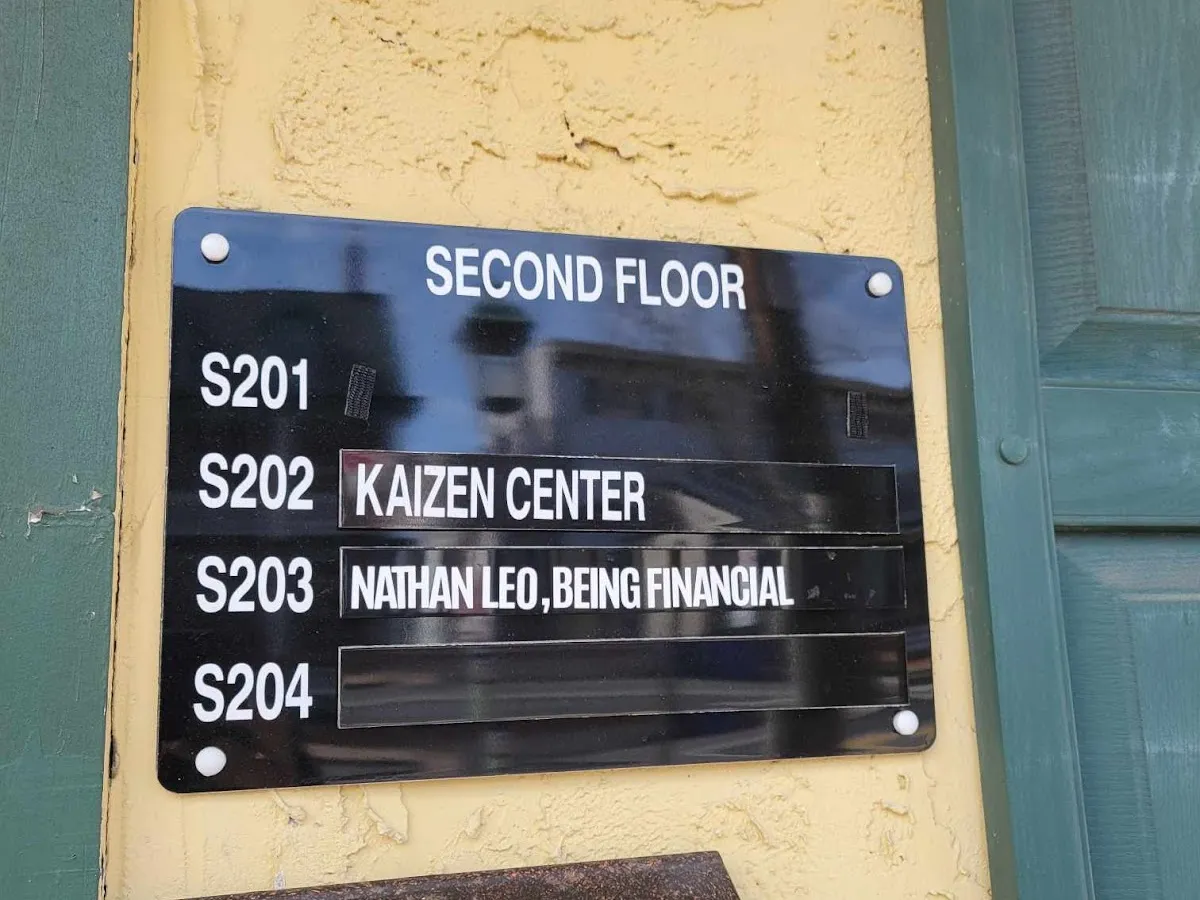 SECOND FLOOR
S201
S202 KAIZEN CENTER
S203 NATHAN LEO, BEING FINANCIAL
S204